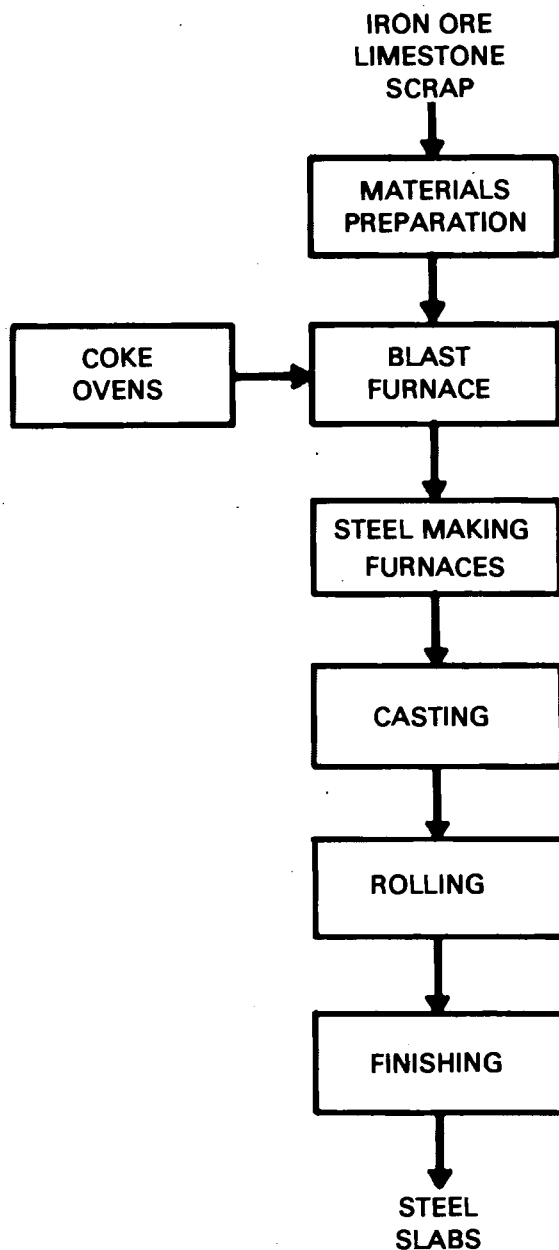 IRON ORE
LIMESTONE
SCRAP
MATERIALS
PREPARATION
COKE
OVENS
BLAST
FURNACE
STEEL MAKING
FURNACES
CASTING
ROLLING
FINISHING
STEEL
SLABS